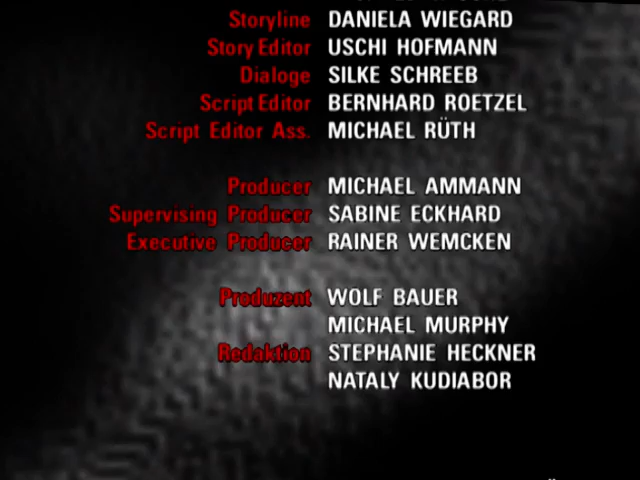 Storyline DANIELA WIEGARD
Story Editor USCHI HOFMANN
Dialoge SILKE SCHREEB
Script Editor BERNHARD ROETZEL
Script Editor Ass. MICHAEL RÜTH
Producer MICHAEL AMMANN
Supervising Producer SABINE ECKHARD
Executive Producer RAINER WEMCKEN
Produzent WOLF BAUER
MICHAEL MURPHY
Redaktion STEPHANIE HECKNER
NATALY KUDIABOR